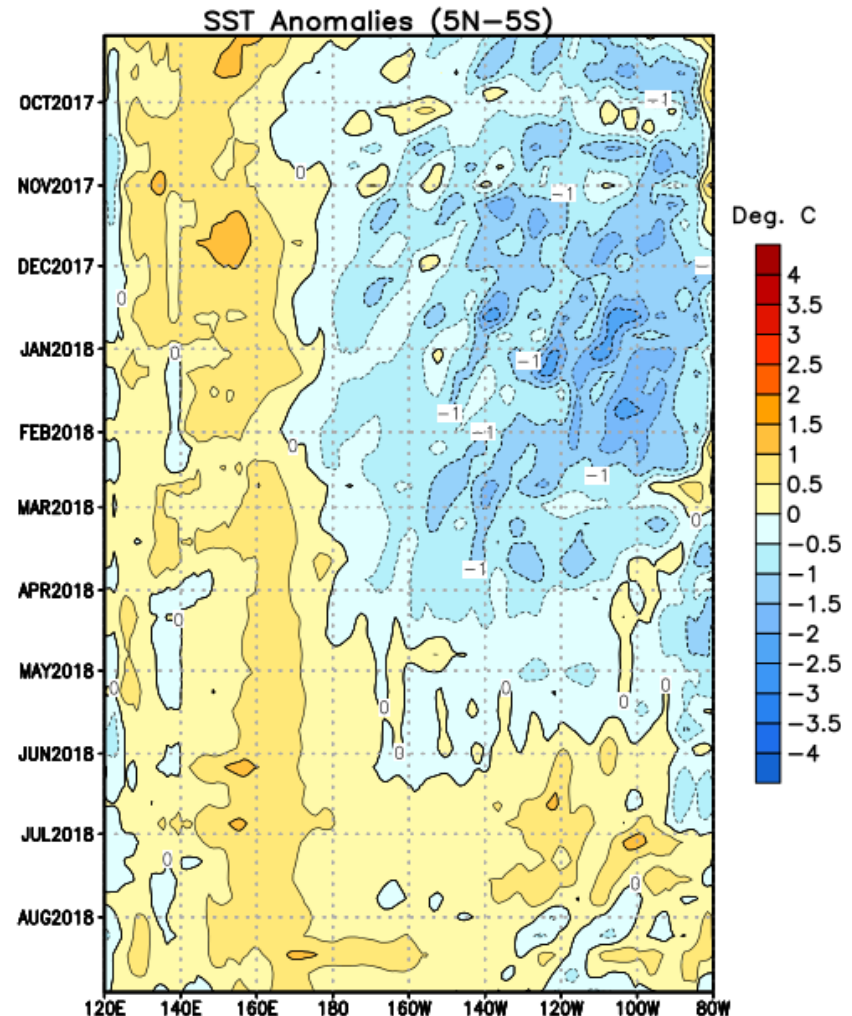 SST Anomalies (5N–5S)
OCT2017
NOV2017
DEC2017
JAN2018
FEB2018
MAR2018
APR2018
MAY2018
JUN2018
JUL2018
AUG2018
120E 140E 160E 180 160W 140W 120W 100W 80W
−1
0
−1
−
0
0
−1
−1
−1
0
−1
0
−1
0
0
0
0
0
0
0
0
0
Deg. C
4
3.5
3
2.5
2
1.5
1
0.5
0
−0.5
−1
−1.5
−2
−2.5
−3
−3.5
−4